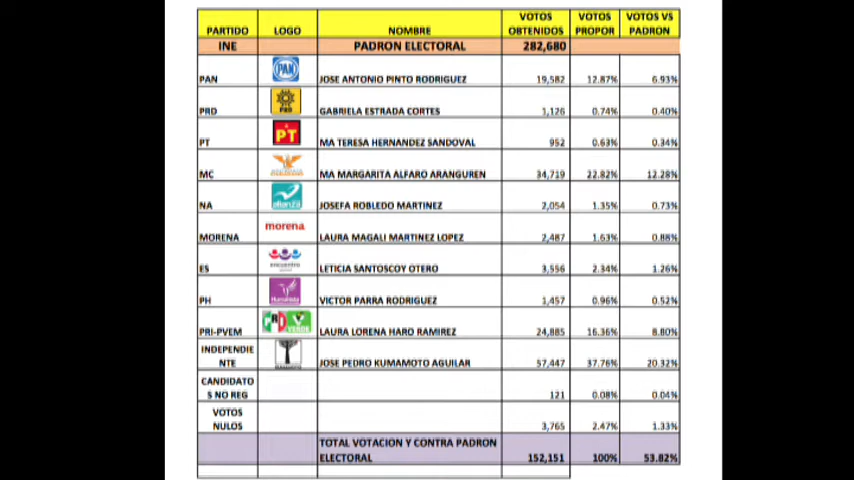 PARTIDO LOGO NOMBRE VOTOS OBTENIDOS VOTOS PROPOR VOTOS VS PADRON
INE PADRON ELECTORAL 282,680
PAN PAN JOSE ANTONIO PINTO RODRIGUEZ 19,582 12.87% 6.93%
PRD PRD GABRIELA ESTRADA CORTES 1,126 0.74% 0.40%
PT PT MA TERESA HERNANDEZ SANDOVAL 952 0.63% 0.34%
MC MA MARGARITA ALFARO ARANGUREN 34,719 22.82% 12.28%
NA alianza JOSEFA ROBLEDO MARTINEZ 2,054 1.35% 0.73%
MORENA morena LAURA MAGALI MARTINEZ LOPEZ 2,487 1.63% 0.88%
ES encuentro LETICIA SANTOSCOY OTERO 3,556 2.34% 1.26%
PH Humanista VICTOR PARRA RODRIGUEZ 1,457 0.96% 0.52%
PRI-PVEM PRD VERDE LAURA LORENA HARO RAMIREZ 24,885 16.36% 8.80%
INDEPENDIE
NTE JOSE PEDRO KUMAMOTO AGUILAR 57,447 37.76% 20.32%
CANDIDATO
S NO REG 121 0.08% 0.04%
VOTOS
NULOS 3,765 2.47% 1.33%
TOTAL VOTACION Y CONTRA PADRON
ELECTORAL 152,151 100% 53.82%